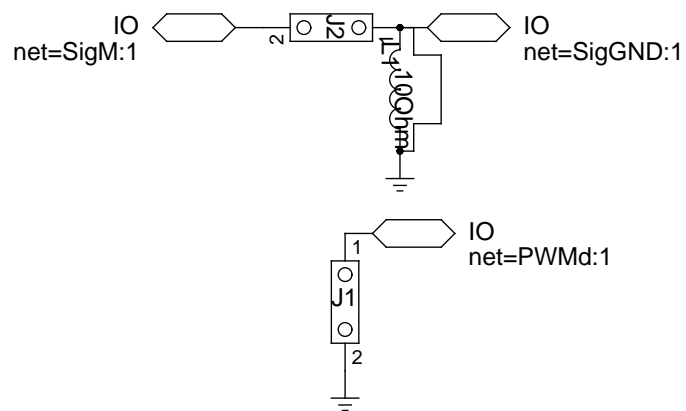 IO
net=SigM:1
2
J2
1
L1
10Ohm
IO
net=SigGND:1
1
IO
net=PWMd:1
J1
2